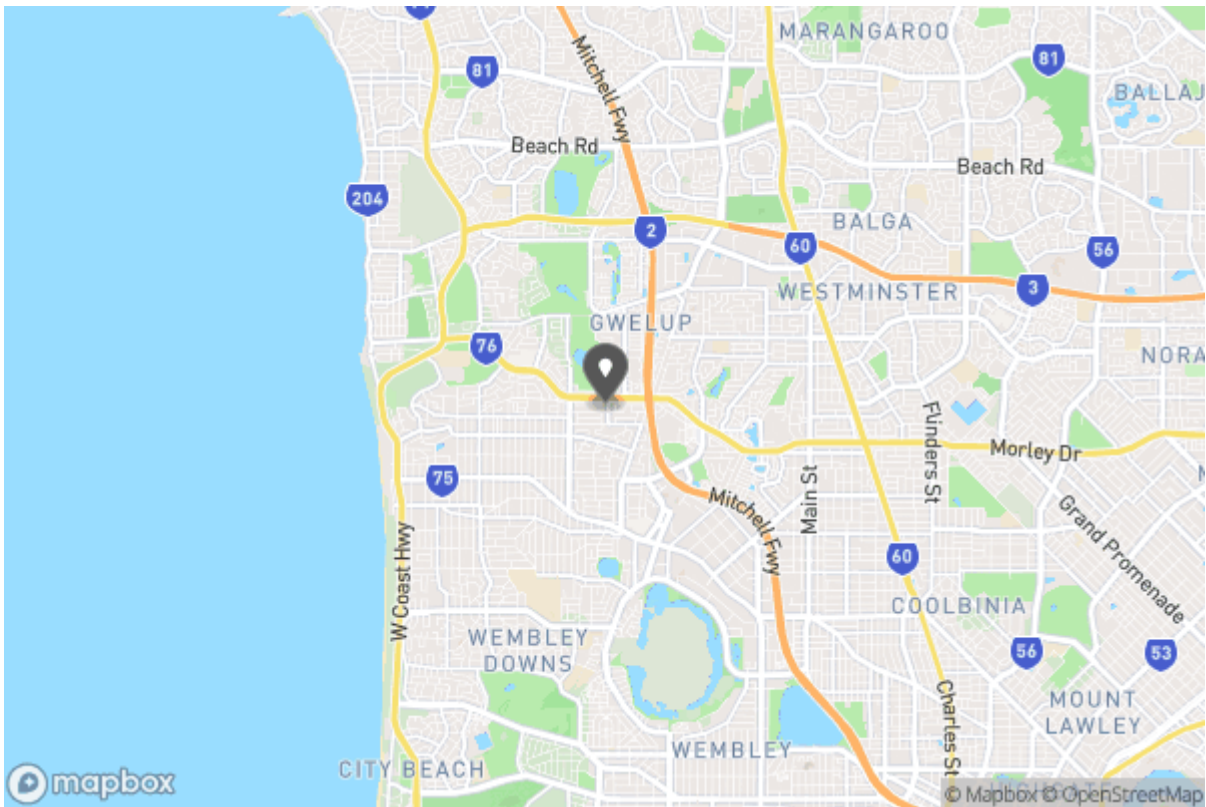 MARANGAROO
81
81
Mitchell Fwy
BALLAJ
Beach Rd
Beach Rd
204
2
BALGA
60
56
WESTMINSTER
3
GWELUP
76
NORA
Flinders St
Morley Dr
75
Main St
Mitchell Fwy
Grand Promenade
W Coast Hwy
60
COOLBINIA
WEMBLEY
DOWNS
56
53
MOUNT
LAWLEY
Charles St
WEMBLEY
CITY BEACH
mapbox
© Mapbox © OpenStreetMap